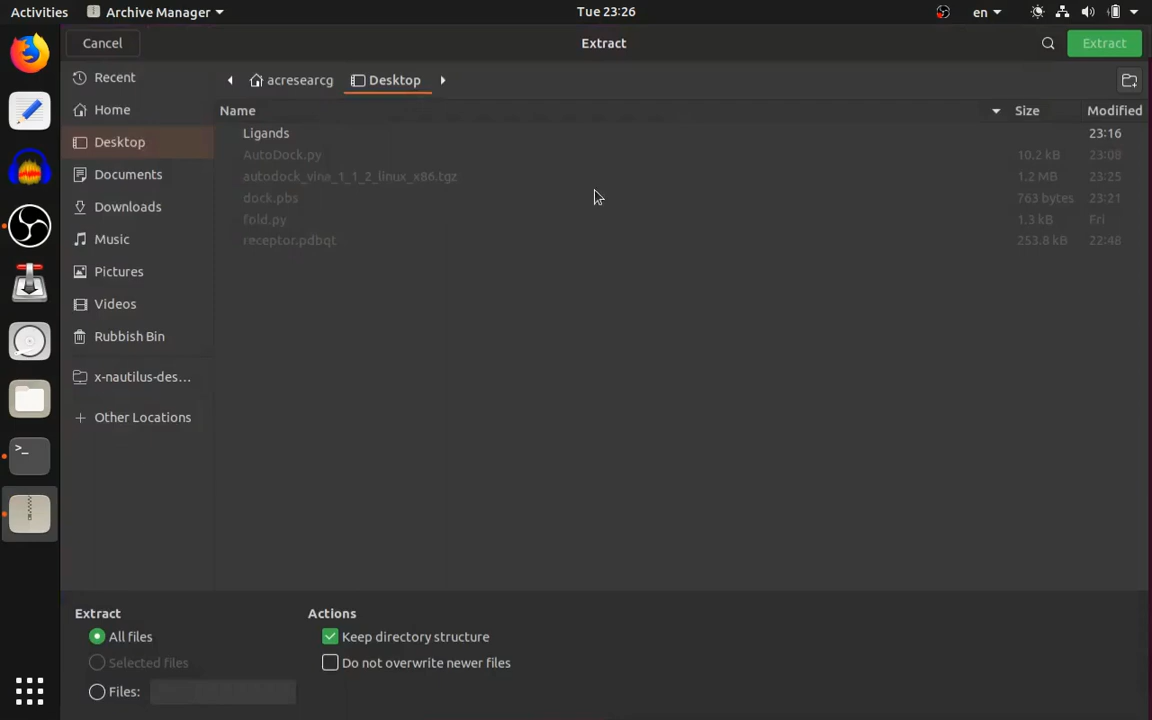 Activities Archive Manager Tue 23:26 en
Cancel Extract Extract
Recent
acresearcg Desktop
Home
Name Size Modified
Desktop
Ligands 23:16
AutoDock.py 10.2 kB 23:09
Documents
autodock_vina_1_1_2_linux_x86.tgz 1.2 MB 23:25
Downloads
dock.pbs 763 bytes 23:21
fold.py 1.3 kB Fri
Music
receptor.pdbqt 253.8 kB 22:48
Pictures
Videos
Rubbish Bin
x-nautilus-des...
+ Other Locations
Extract Actions
All files Keep directory structure
Selected files Do not overwrite newer files
Files: